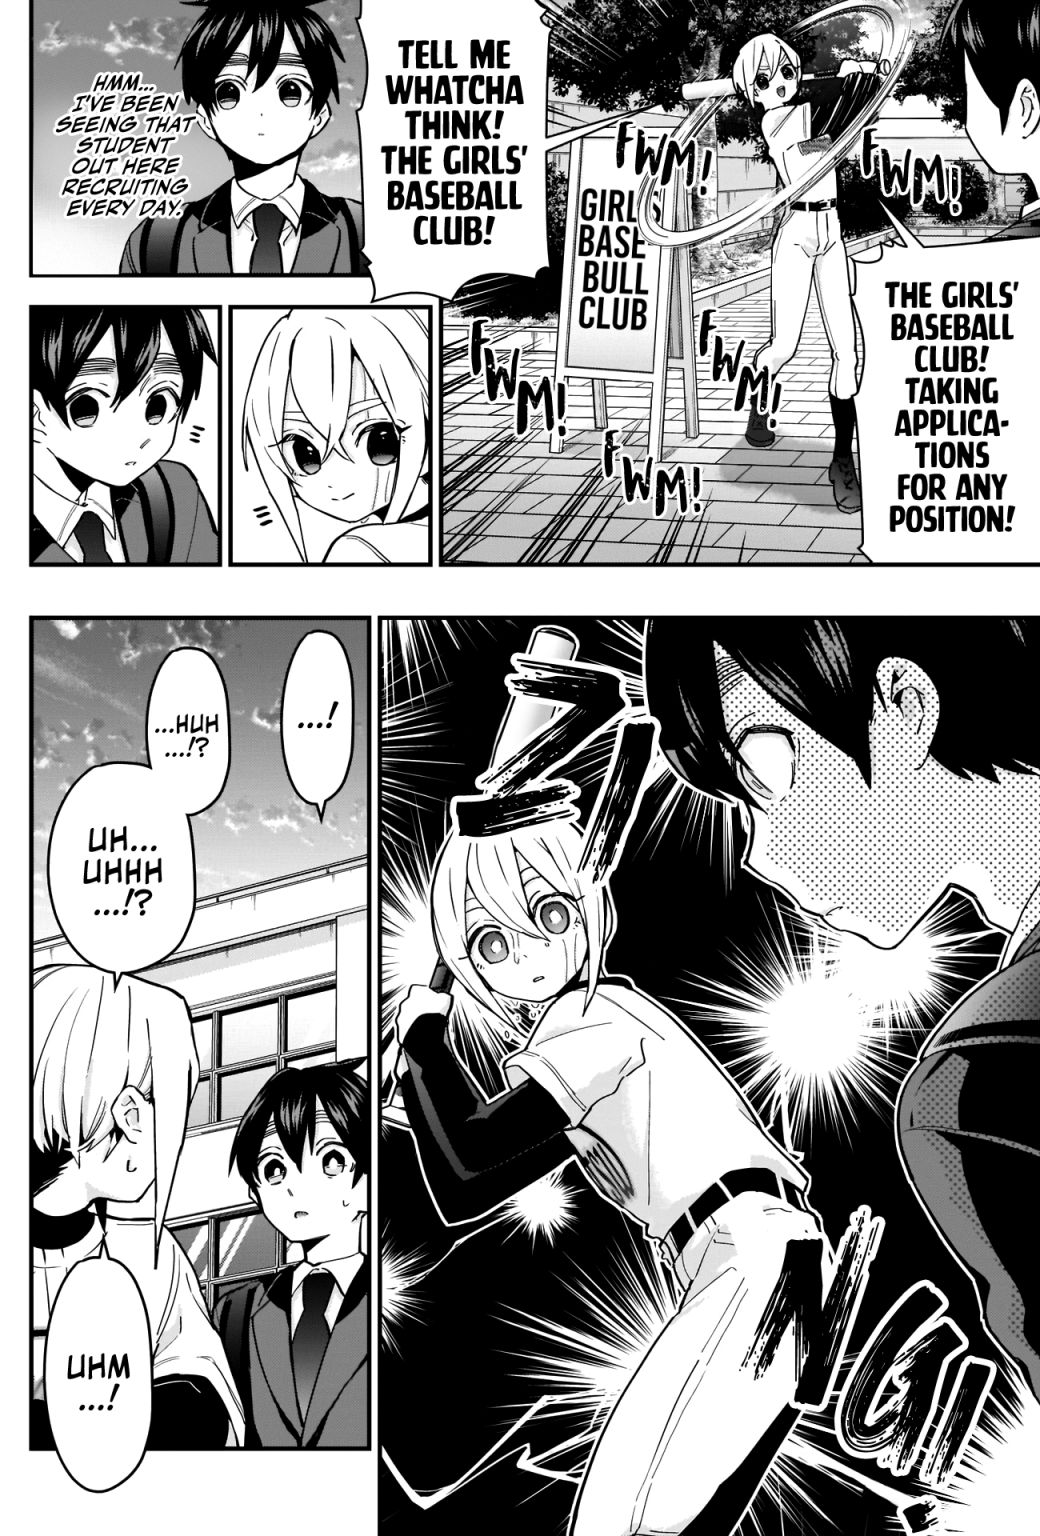 THE GIRLS'
BASEBALL
CLUB!
TAKING
APPLICA-
TIONS
FOR ANY
POSITION!
FWM!
FWM!
GIRLS
BASE
BULL
CLUB
FWM!
FWM!
FWM!
TELL ME
WHATCHA
THINK!
THE GIRLS'
BASEBALL
CLUB!
HMM...
I'VE BEEN
SEEING THAT
STUDENT
OUT HERE
RECRUITING
EVERY DAY.
ZI
NGI
....!
...HUH
...!?
UH...
UHHH
....!?
UHM
....!